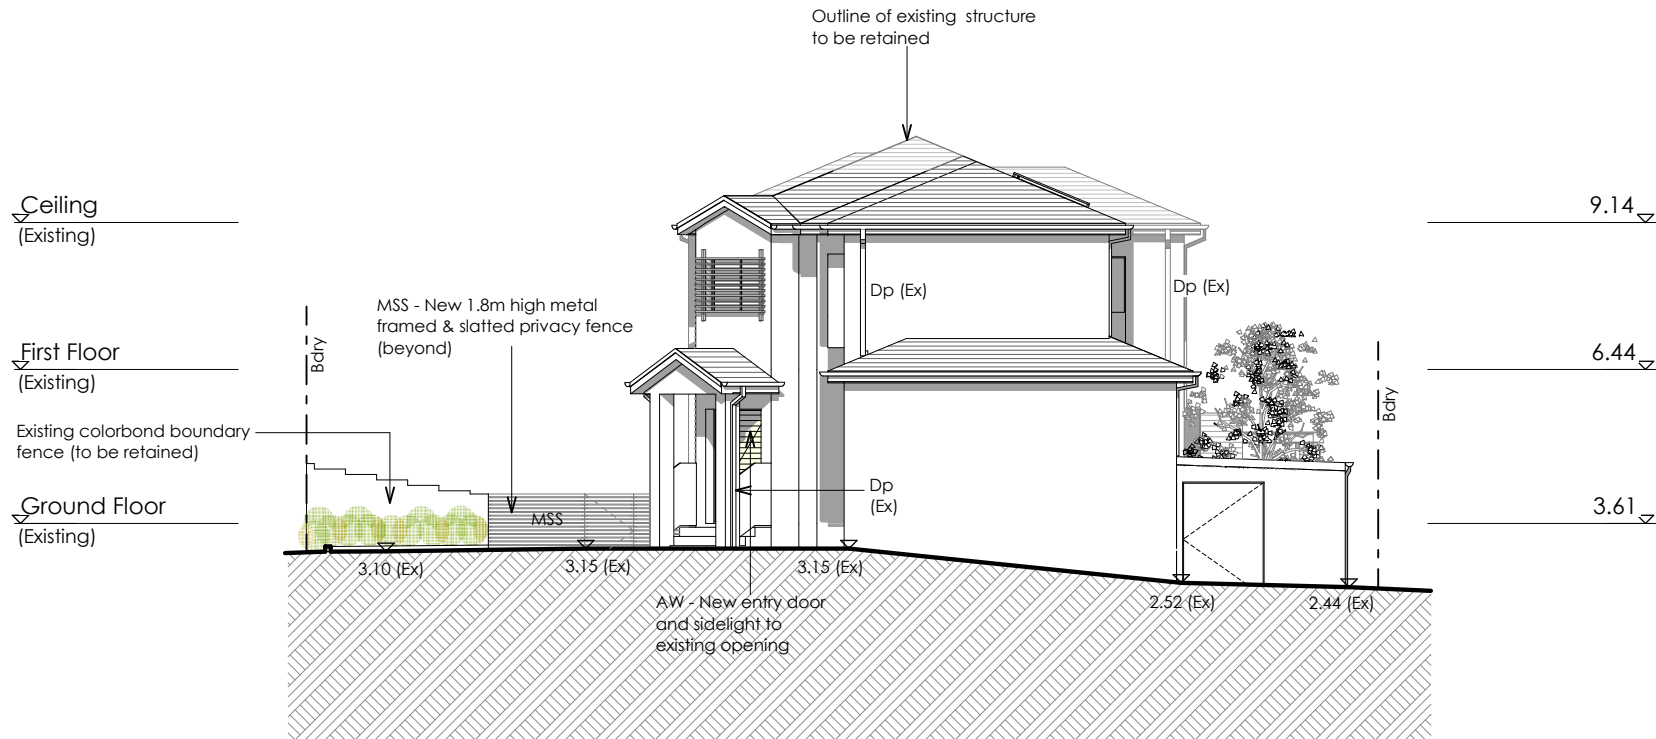 Outline of existing structure
to be retained
Ceiling
(Existing)
9.14
MSS - New 1.8m high metal
framed & slatted privacy fence
(beyond)
Dp (Ex)
Dp (Ex)
First Floor
(Existing)
6.44
Bdry
Bdry
Existing colorbond boundary
fence (to be retained)
Dp
(Ex)
Ground Floor
(Existing)
3.61
MSS
3.10 (Ex)
3.15 (Ex)
3.15 (Ex)
2.52 (Ex)
2.44 (Ex)
AW - New entry door
and sidelight to
existing opening